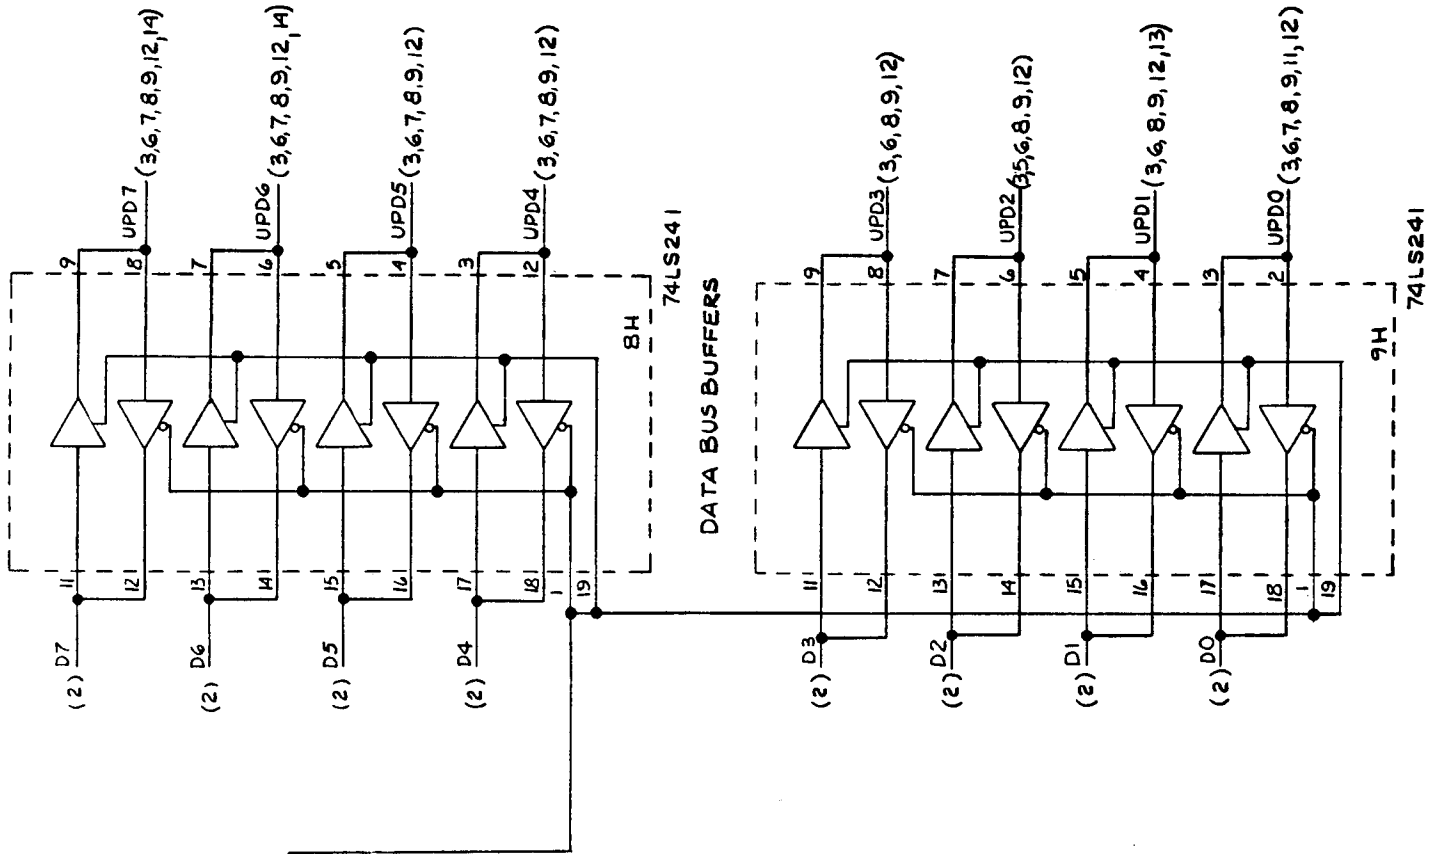 UPD7 (3,6,7,8,9,12,14)
UPD6 (3,6,7,8,9,12,14)
UPD5 (3,6,7,8,9,12)
UPD4 (3,6,7,8,9,12)
9
8
7
6
5
4
3
2
8H
74LS241
11
12
13
14
15
16
17
18
1
19
(2) D7
(2) D6
(2) D5
(2) D4
DATA BUS BUFFERS
UPD3 (3,6,8,9,12)
UPD2 (3,5,6,8,9,12)
UPD1 (3,6,8,9,12,13)
UPD0 (3,6,7,8,9,11,12)
9
8
7
6
5
4
3
2
9H
74LS241
11
12
13
14
15
16
17
18
1
19
(2) D3
(2) D2
(2) D1
(2) D0